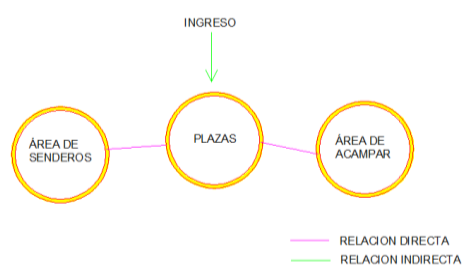 INGRESO
ÁREA DE
SENDEROS
PLAZAS
ÁREA DE
ACAMPAR
RELACION DIRECTA
RELACION INDIRECTA